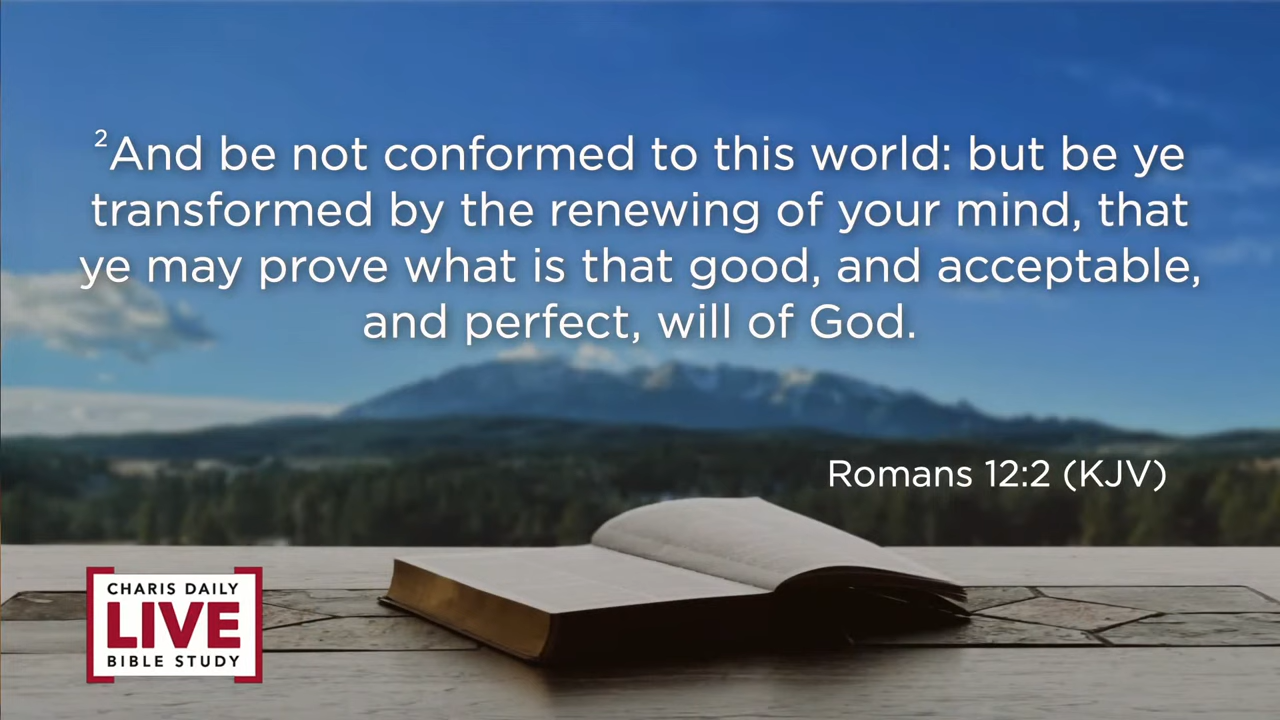 ²And be not conformed to this world: but be ye
transformed by the renewing of your mind, that
ye may prove what is that good, and acceptable,
and perfect, will of God.
Romans 12:2 (KJV)
CHARIS DAILY
LIVE
BIBLE STUDY